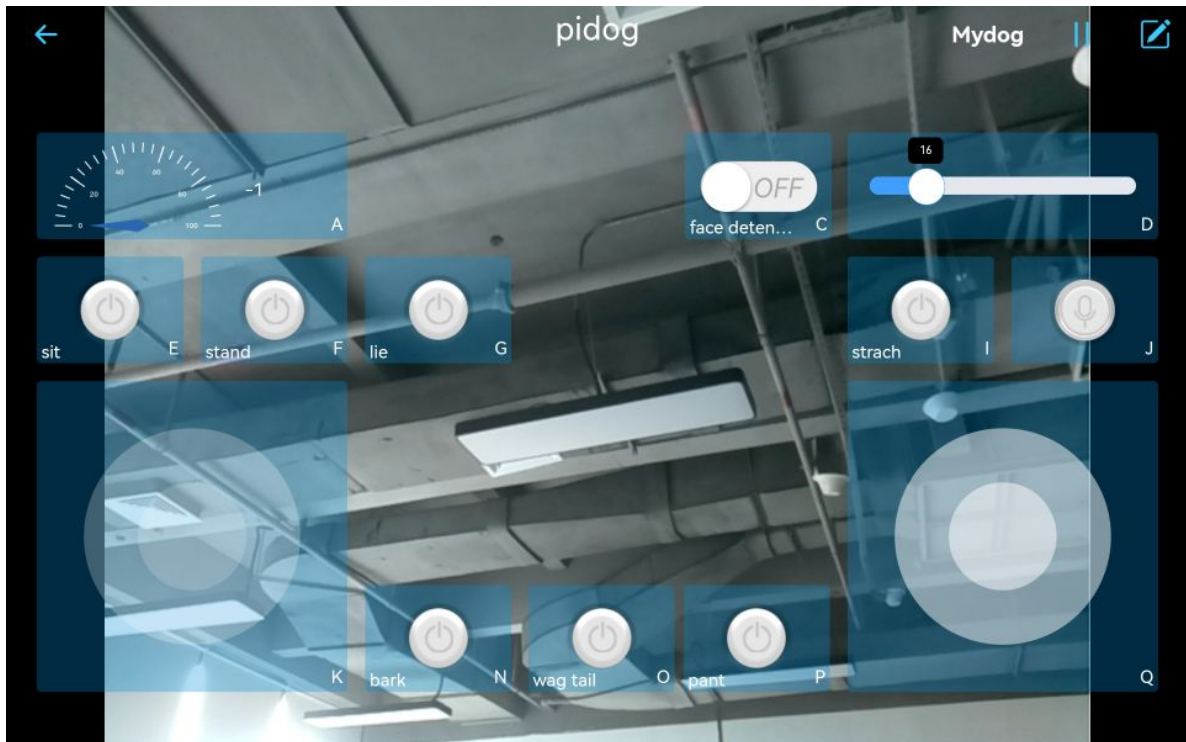 pidog
Mydog
0 20 40 60 80 100
-1
A
OFF
face deten...
C
16
D
sit
E
stand
F
lie
G
strach
I
J
K
bark
N
wag tail
O
pant
P
Q